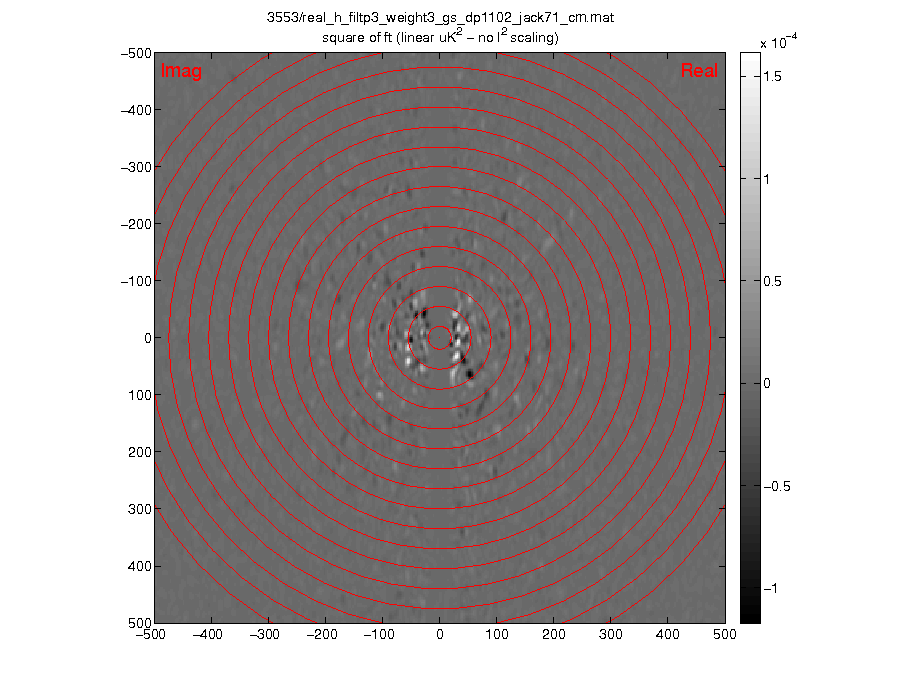 3553/real_h_filtp3_weight3_gs_dp1102_jack71_cm.mat
square of ft (linear uK² − no l² scaling)
x 10⁻⁴
Imag
Real
−500
−400
−300
−200
−100
0
100
200
300
400
500
−500 −400 −300 −200 −100 0 100 200 300 400 500
1.5
1
0.5
0
−0.5
−1